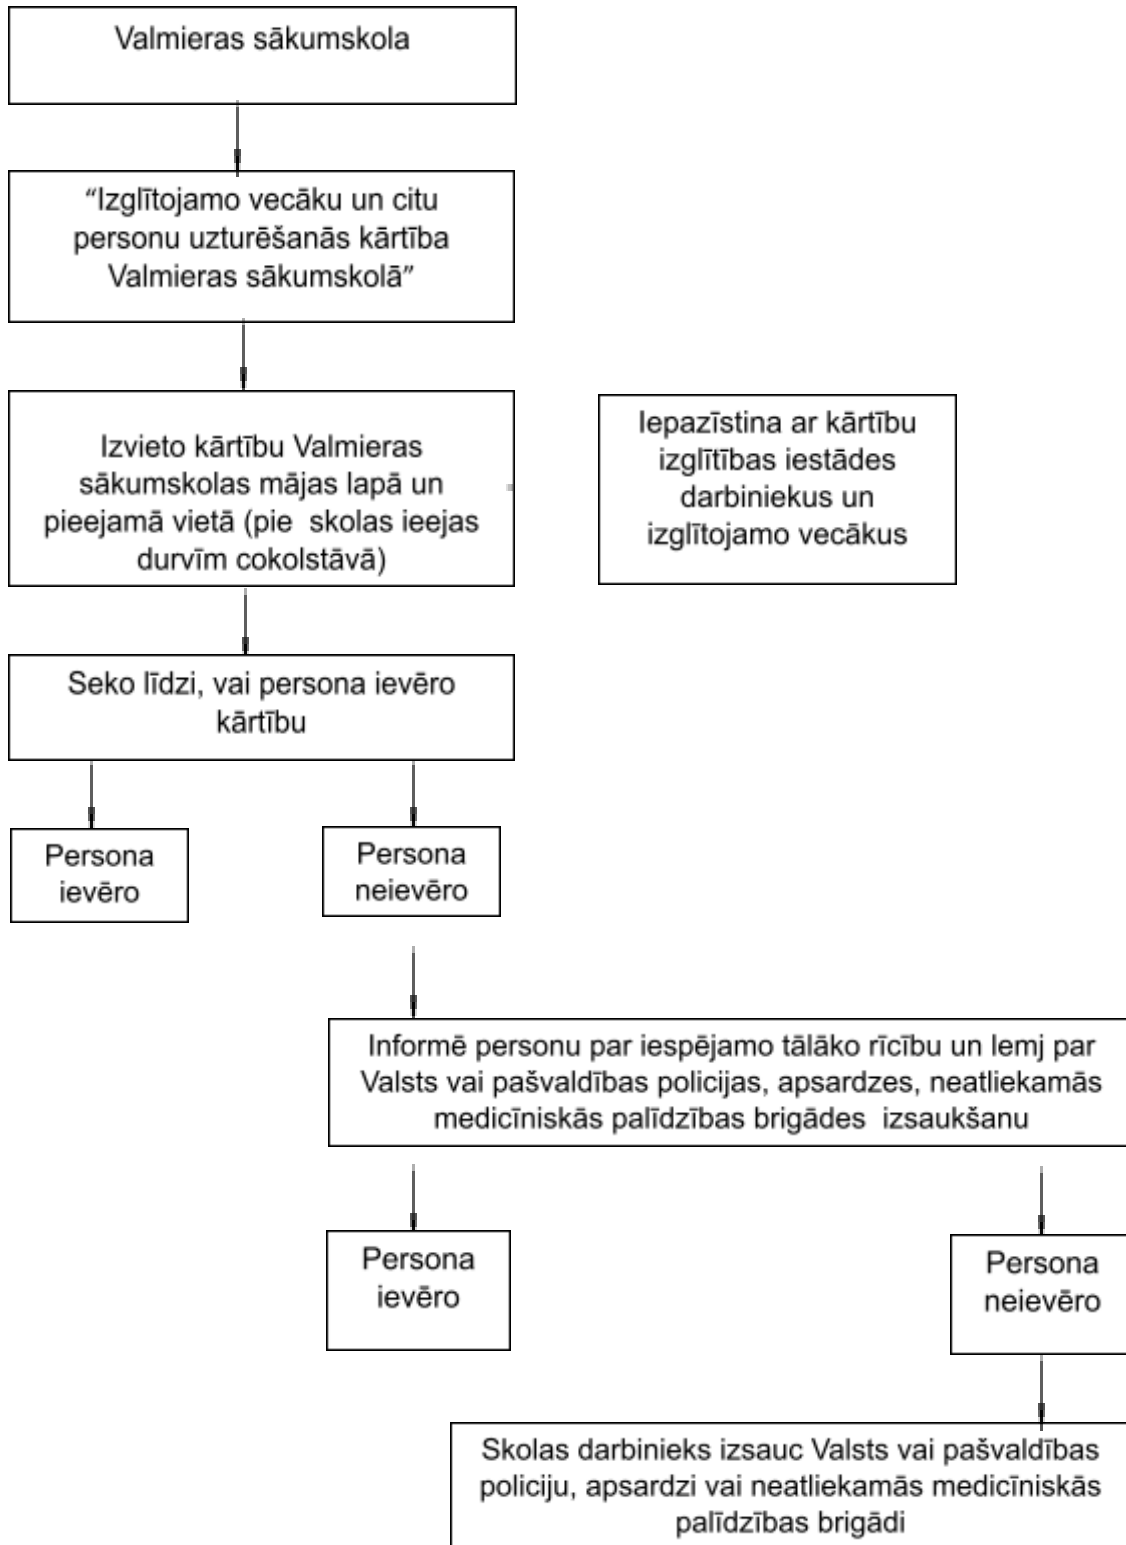 Valmieras sākumskola
“Izglītojamo vecāku un citu
personu uzturēšanās kārtība
Valmieras sākumskolā”
Izvieto kārtību Valmieras
sākumskolas mājas lapā un
pieejamā vietā (pie  skolas ieejas
durvīm cokolstāvā)
Iepazīstina ar kārtību
izglītības iestādes
darbiniekus un
izglītojamo vecākus
Seko līdzi, vai persona ievēro
kārtību
Persona
ievēro
Persona
neievēro
Informē personu par iespējamo tālāko rīcību un lemj par
Valsts vai pašvaldības policijas, apsardzes, neatliekamās
medicīniskās palīdzības brigādes  izsaukšanu
Persona
ievēro
Persona
neievēro
Skolas darbinieks izsauc Valsts vai pašvaldības
policiju, apsardzi vai neatliekamās medicīniskās
palīdzības brigādi